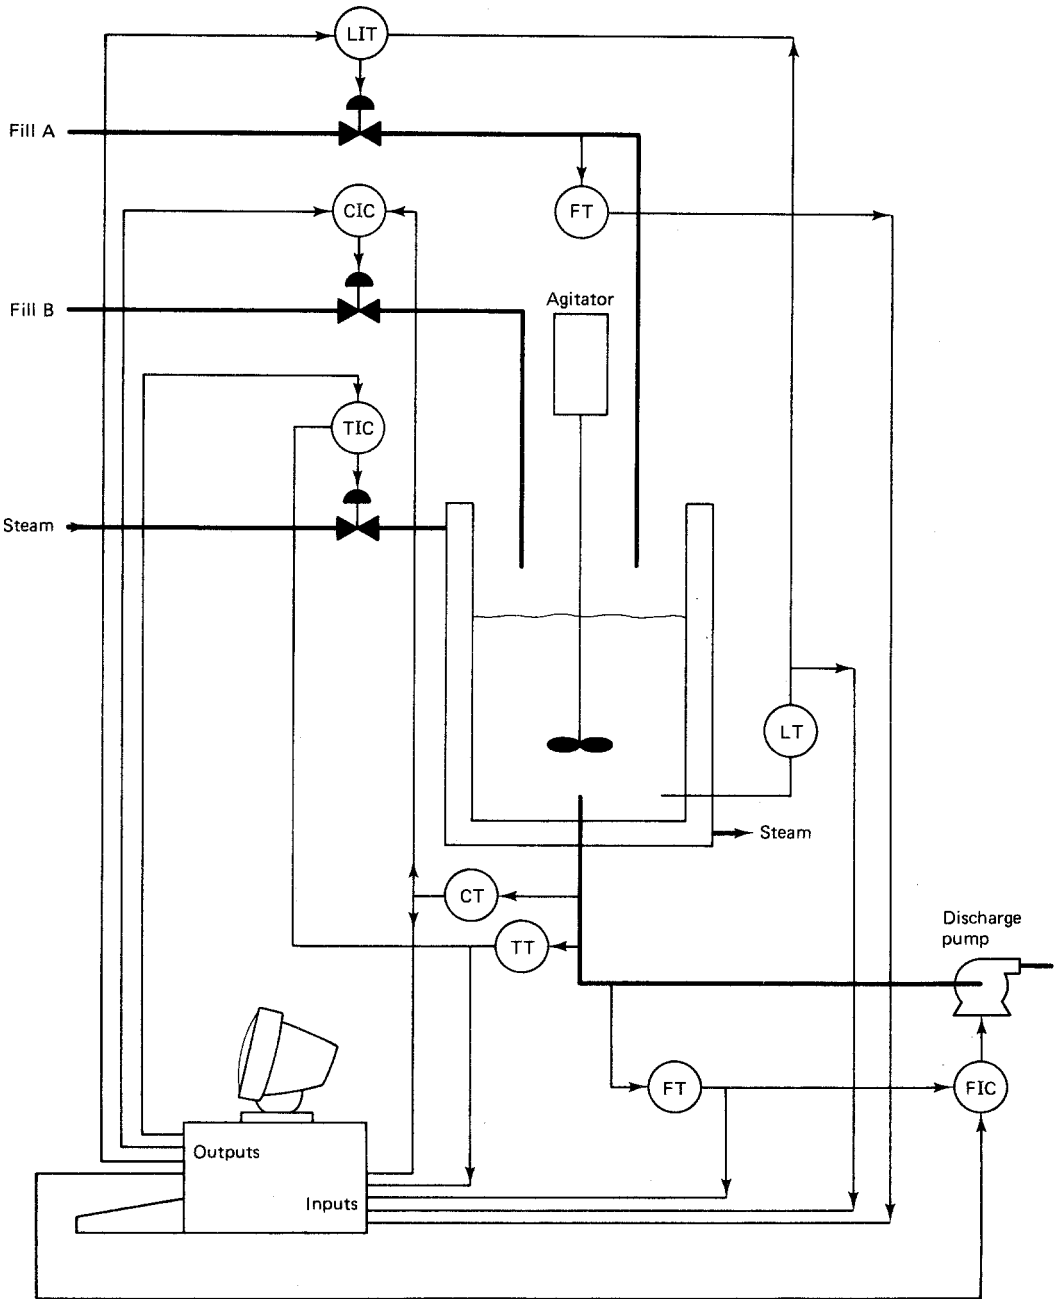 LIT
Fill A
CIC
FT
Fill B
Agitator
TIC
Steam
LT
Steam
CT
TT
Discharge
pump
FT
FIC
Outputs
Inputs